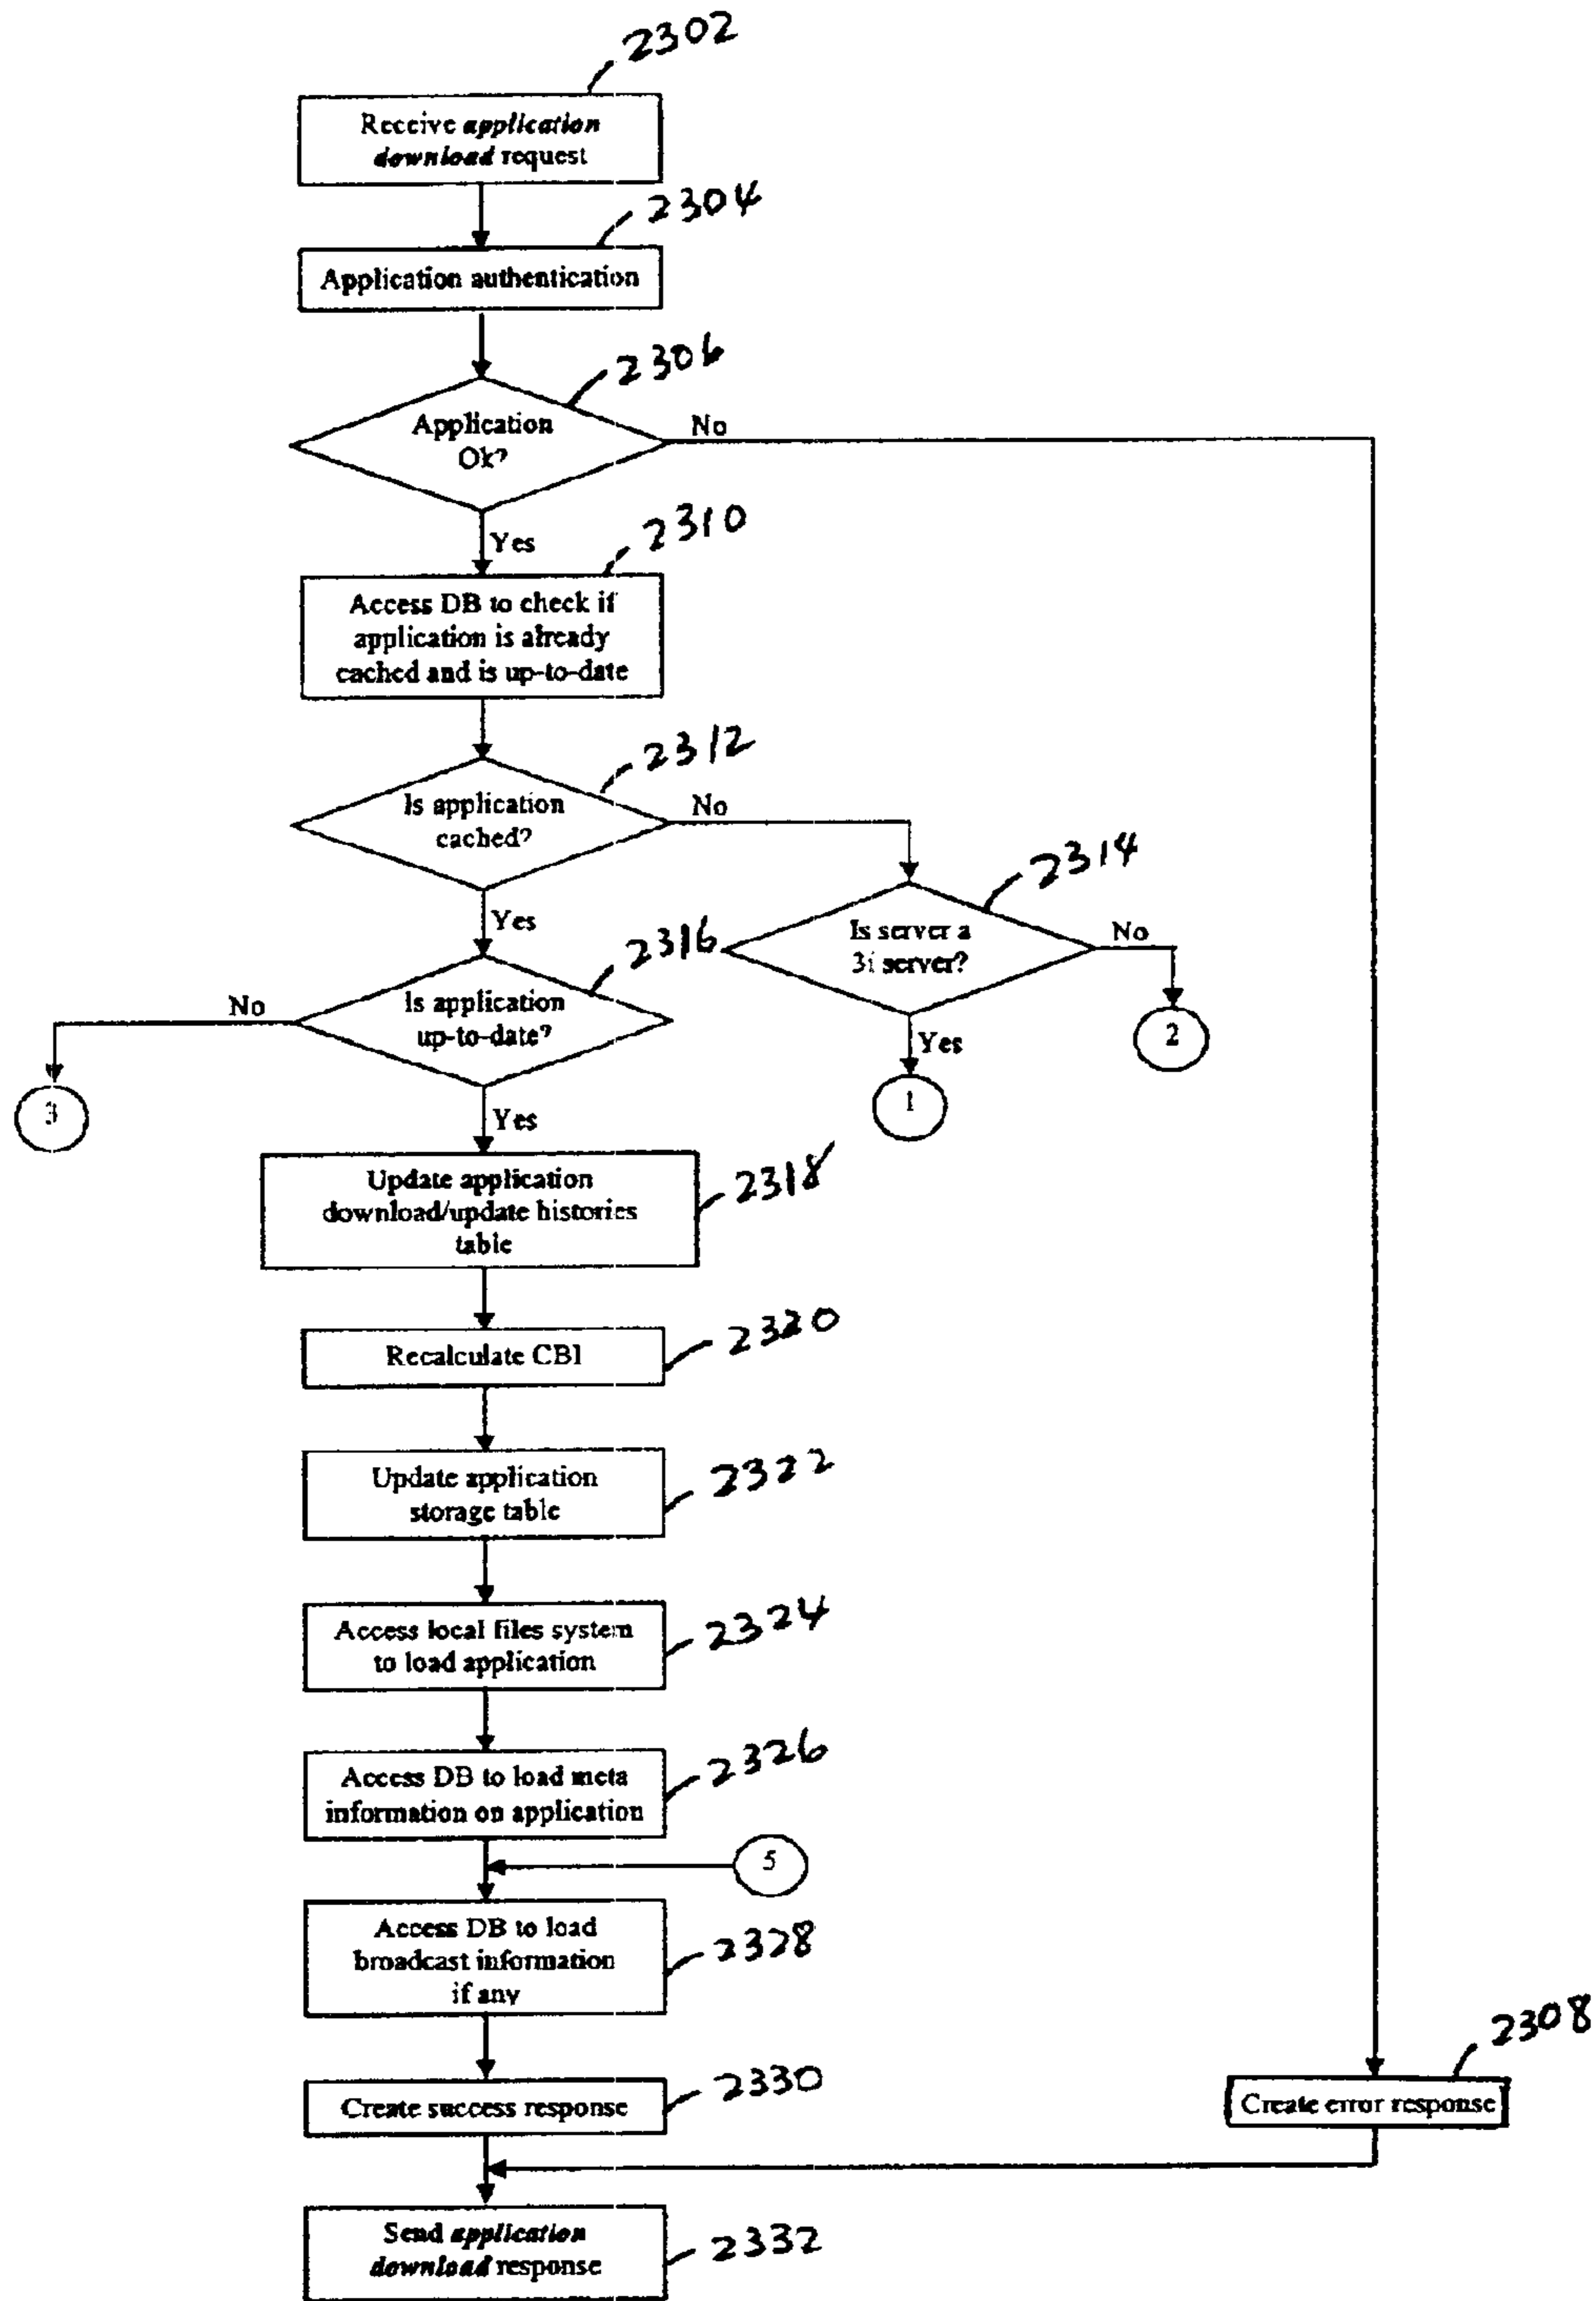 2302
Receive application
download request
2304
Application authentication
2306
Application
Ok?
No
Yes
2310
Access DB to check if
application is already
cached and is up-to-date
2312
Is application
cached?
No
2314
Is server a
3i server?
No
2
Yes
1
Yes
2316
Is application
up-to-date?
No
3
Yes
2318
Update application
download/update histories
table
2320
Recalculate CBI
2322
Update application
storage table
2324
Access local files system
to load application
2326
Access DB to load meta
information on application
5
2328
Access DB to load
broadcast information
if any
2330
Create success response
2308
Create error response
2332
Send application
download response